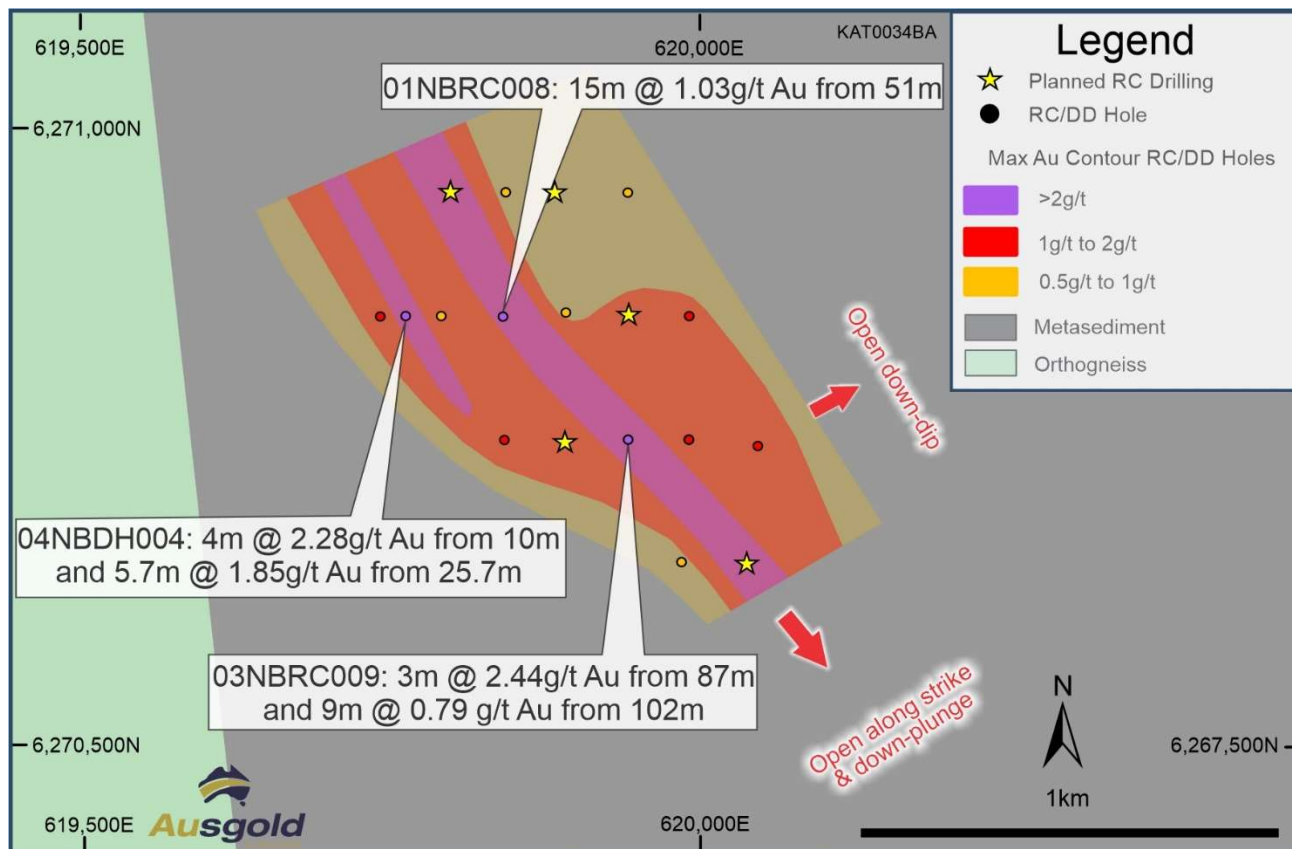 619,500E
620,000E
KAT0034BA
Legend
Planned RC Drilling
RC/DD Hole
Max Au Contour RC/DD Holes
>2g/t
1g/t to 2g/t
0.5g/t to 1g/t
Metasediment
Orthogneiss
6,271,000N
01NBRC008: 15m @ 1.03g/t Au from 51m
Open down-dip
04NBDH004: 4m @ 2.28g/t Au from 10m
and 5.7m @ 1.85g/t Au from 25.7m
03NBRC009: 3m @ 2.44g/t Au from 87m
and 9m @ 0.79 g/t Au from 102m
Open along strike
& down-plunge
N
1km
6,270,500N
6,267,500N
Ausgold
619,500E
620,000E